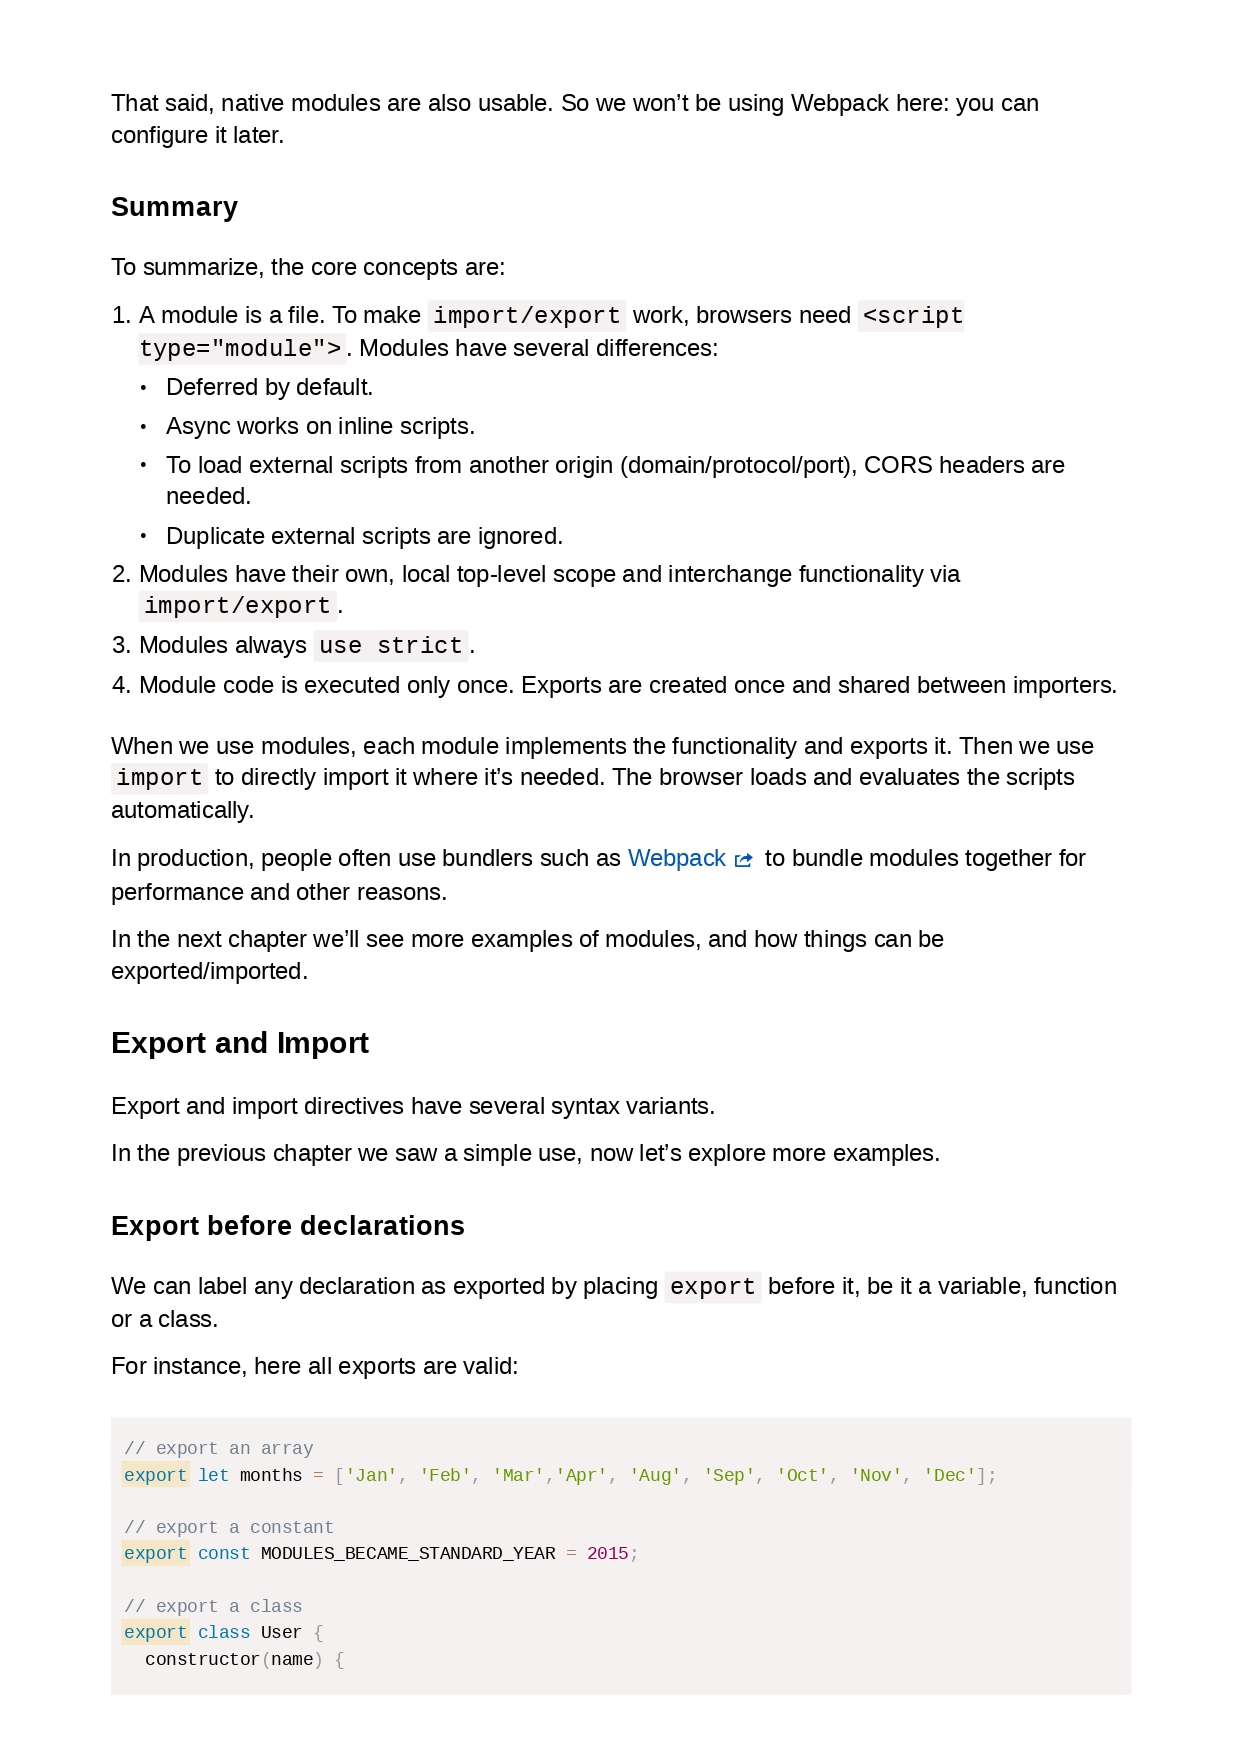 That said, native modules are also usable. So we won’t be using Webpack here: you can
configure it later.
Summary
To summarize, the core concepts are:
1. A module is a file. To make import/export work, browsers need <script
type="module">. Modules have several differences:
• Deferred by default.
• Async works on inline scripts.
• To load external scripts from another origin (domain/protocol/port), CORS headers are
needed.
• Duplicate external scripts are ignored.
2. Modules have their own, local top-level scope and interchange functionality via
import/export.
3. Modules always use strict.
4. Module code is executed only once. Exports are created once and shared between importers.
When we use modules, each module implements the functionality and exports it. Then we use
import to directly import it where it’s needed. The browser loads and evaluates the scripts
automatically.
In production, people often use bundlers such as Webpack to bundle modules together for
performance and other reasons.
In the next chapter we’ll see more examples of modules, and how things can be
exported/imported.
Export and Import
Export and import directives have several syntax variants.
In the previous chapter we saw a simple use, now let’s explore more examples.
Export before declarations
We can label any declaration as exported by placing export before it, be it a variable, function
or a class.
For instance, here all exports are valid:
// export an array
export let months = ['Jan', 'Feb', 'Mar','Apr', 'Aug', 'Sep', 'Oct', 'Nov', 'Dec'];
// export a constant
export const MODULES_BECAME_STANDARD_YEAR = 2015;
// export a class
export class User {
  constructor(name) {